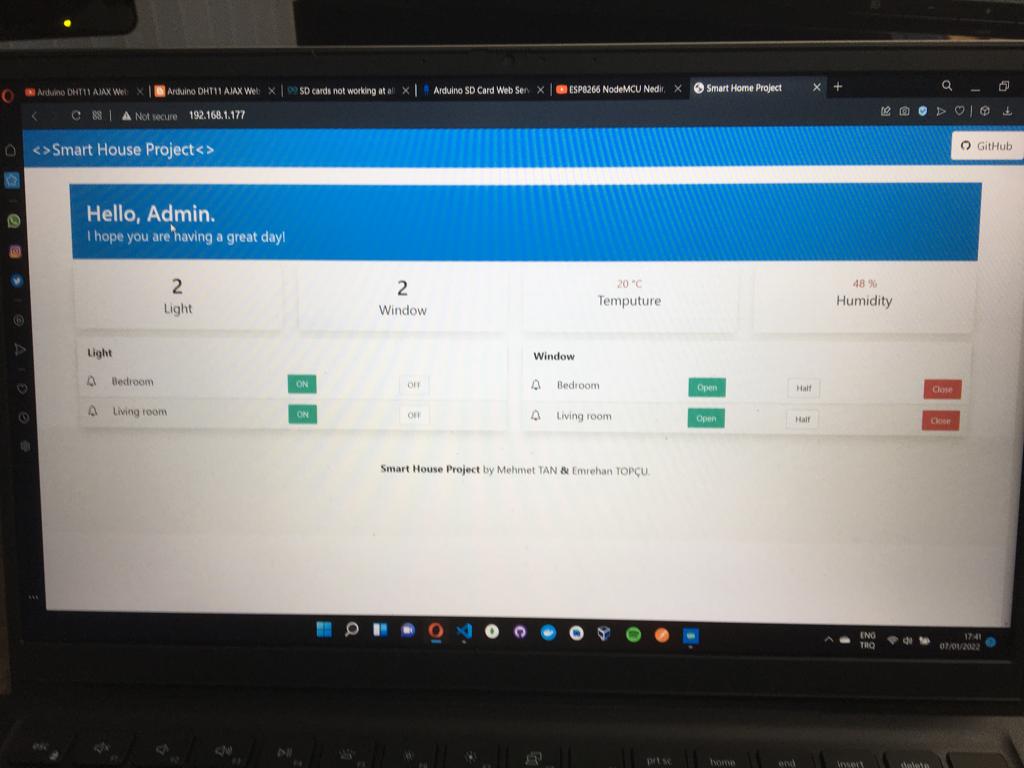 Arduino DHT11 AJAX Web
Arduino DHT11 AJAX Web
SD cards not working at all
Arduino SD Card Web Serv
ESP8266 NodeMCU Nedir,
Smart Home Project
Not secure 192.168.1.177
<>Smart House Project<>
GitHub
Hello, Admin.
I hope you are having a great day!
2
Light
2
Window
20 °C
Temputure
48 %
Humidity
Light
Bedroom ON OFF
Living room ON OFF
Window
Bedroom Open Half Close
Living room Open Half Close
Smart House Project by Mehmet TAN & Emrehan TOPÇU.
ENG
TRQ
17:41
07/01/2022
esc
prt sc
home
end
insert
delete